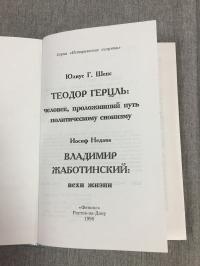 Серия «Исторические силуэты»
Юлиус Г. Шепс
ТЕОДОР ГЕРЦЛЬ:
человек, проложивший путь
политическому сионизму
Иосеф Недава
ВЛАДИМИР
ЖАБОТИНСКИЙ:
вехи жизни
«Феникс»
Ростов-на-Дону
1998